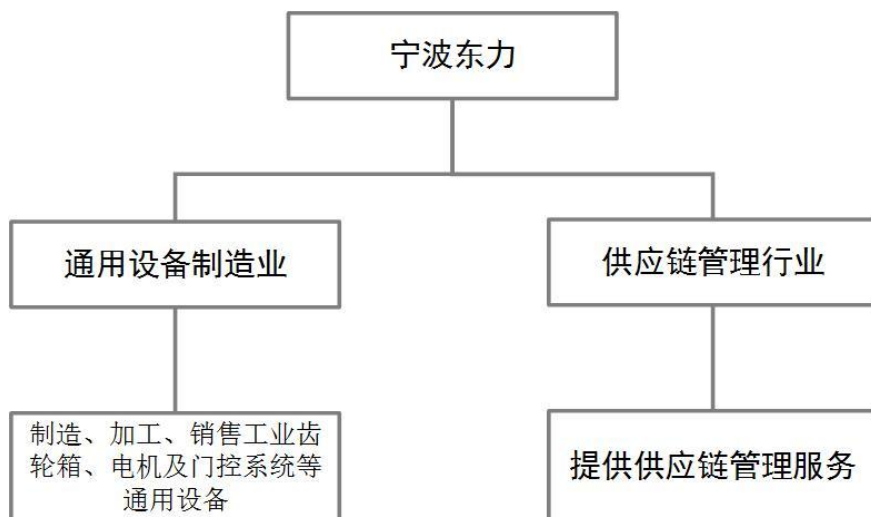 宁波东力
通用设备制造业
供应链管理行业
制造、加工、销售工业齿
轮箱、电机及门控系统等
通用设备
提供供应链管理服务